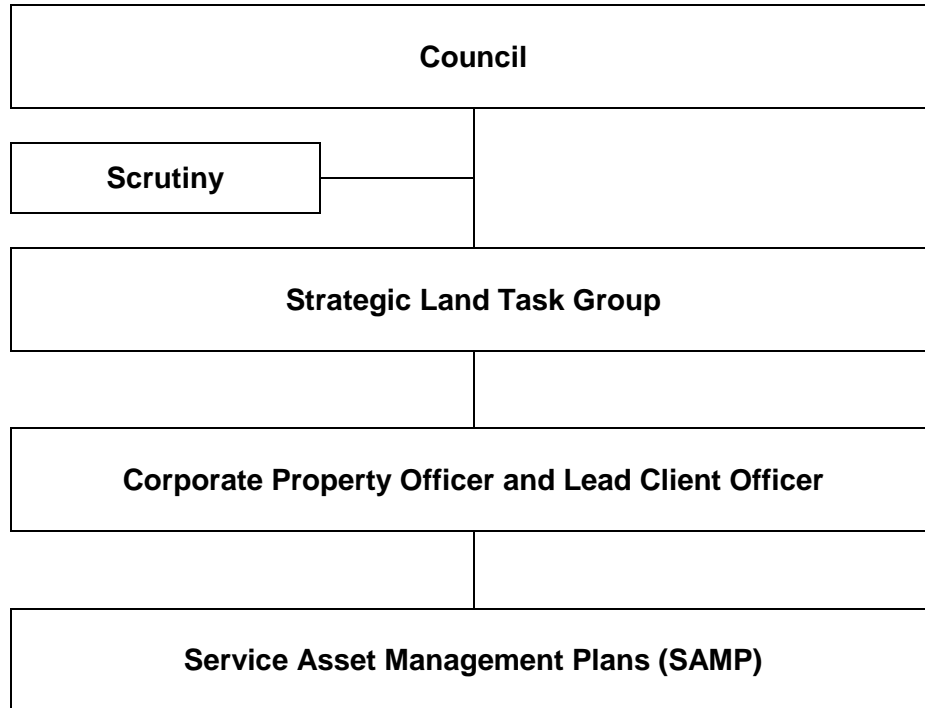 Council
Scrutiny
Strategic Land Task Group
Corporate Property Officer and Lead Client Officer
Service Asset Management Plans (SAMP)